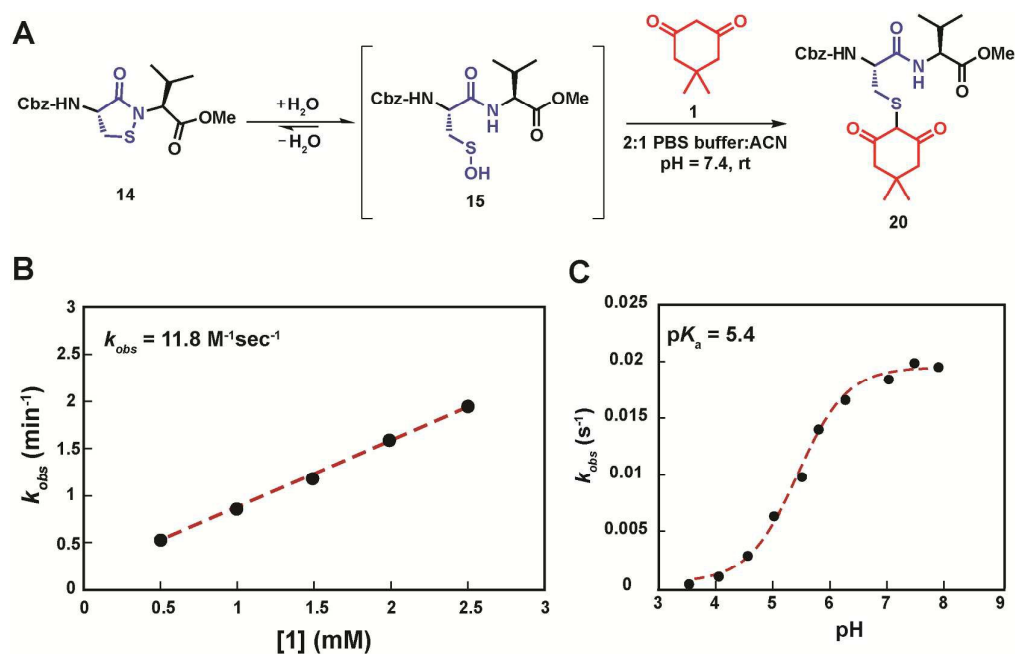 A
O
Cbz-HN
N
S
OMe
O
14
+H₂O
−H₂O
Cbz-HN
O
N
H
O
OMe
S
OH
15
O
O
1
2:1 PBS buffer:ACN
pH = 7.4, rt
Cbz-HN
O
N
H
O
OMe
S
O
O
20
B
k_obs = 11.8 M⁻¹sec⁻¹
k_obs (min⁻¹)
3
2.5
2
1.5
1
0.5
0
0 0.5 1 1.5 2 2.5 3
[1] (mM)
C
pKₐ = 5.4
k_obs (s⁻¹)
0.025
0.02
0.015
0.01
0.005
0
3 4 5 6 7 8 9
pH